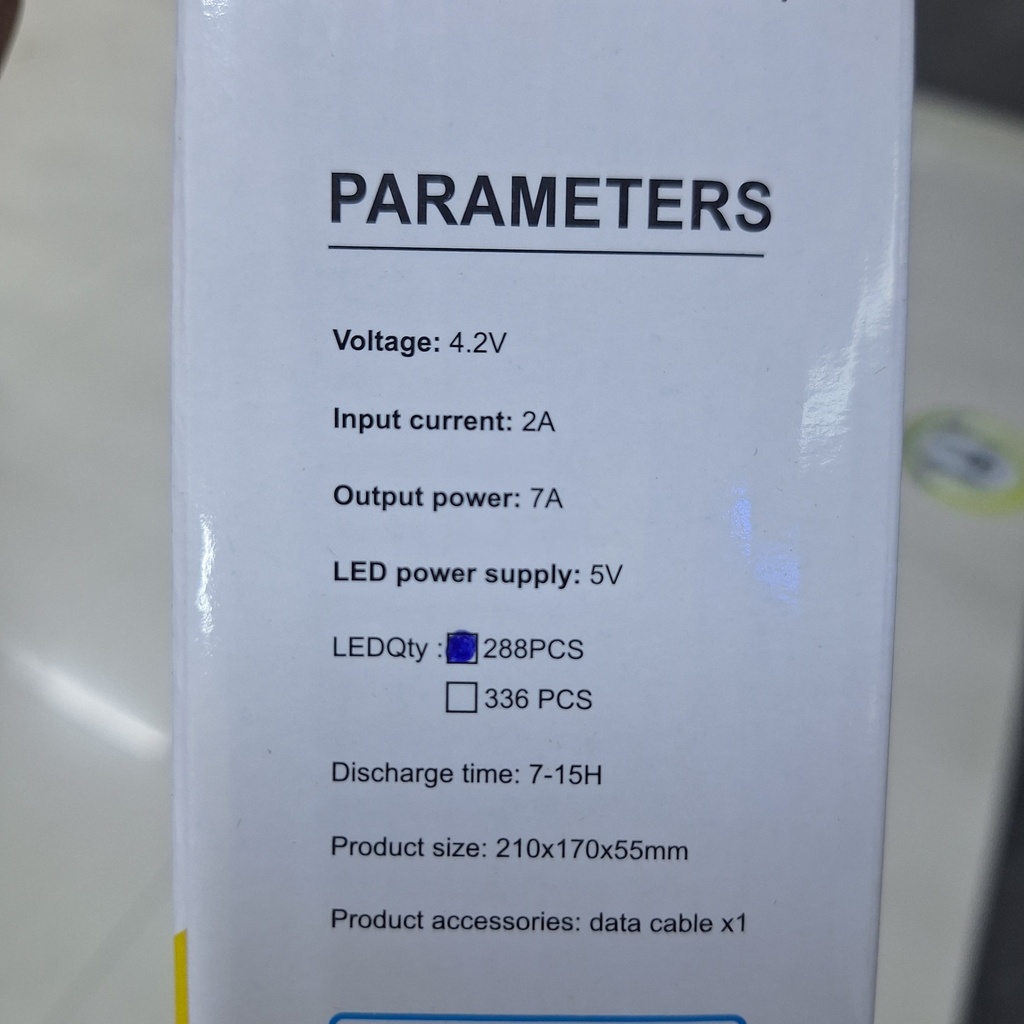 PARAMETERS
Voltage: 4.2V
Input current: 2A
Output power: 7A
LED power supply: 5V
LEDQty : 288PCS
336 PCS
Discharge time: 7-15H
Product size: 210x170x55mm
Product accessories: data cable x1